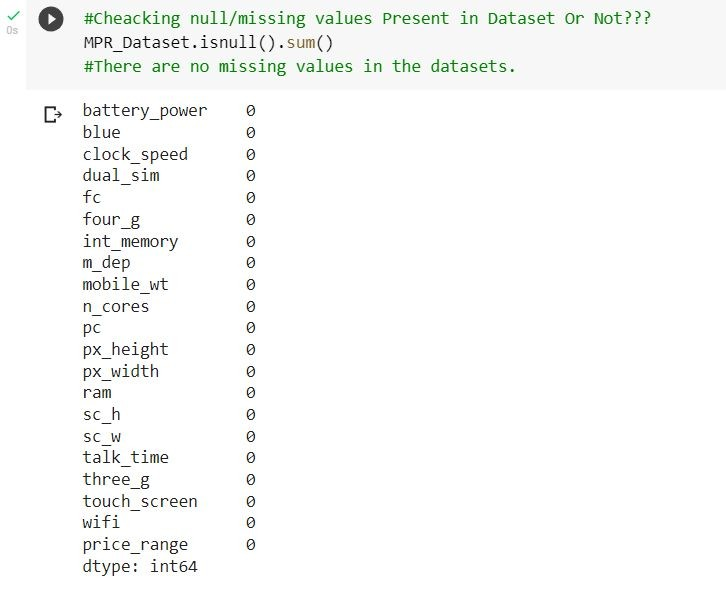 #Cheacking null/missing values Present in Dataset Or Not???
0s
MPR_Dataset.isnull().sum()
#There are no missing values in the datasets.
battery_power 0
blue 0
clock_speed 0
dual_sim 0
fc 0
four_g 0
int_memory 0
m_dep 0
mobile_wt 0
n_cores 0
pc 0
px_height 0
px_width 0
ram 0
sc_h 0
sc_w 0
talk_time 0
three_g 0
touch_screen 0
wifi 0
price_range 0
dtype: int64